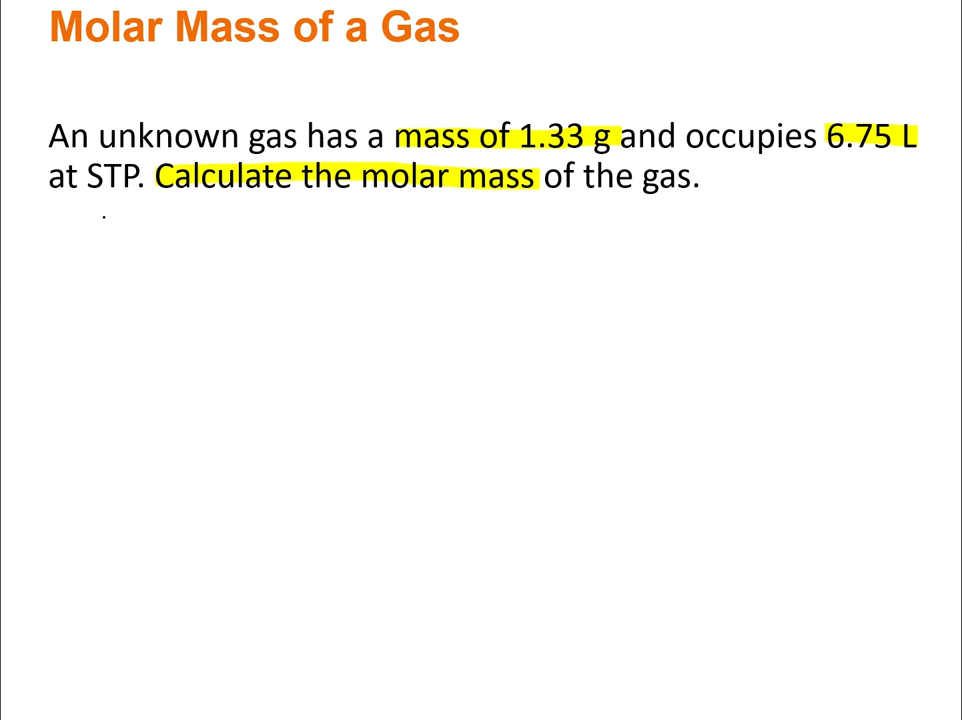 Molar Mass of a Gas
An unknown gas has a mass of 1.33 g and occupies 6.75 L
at STP. Calculate the molar mass of the gas.